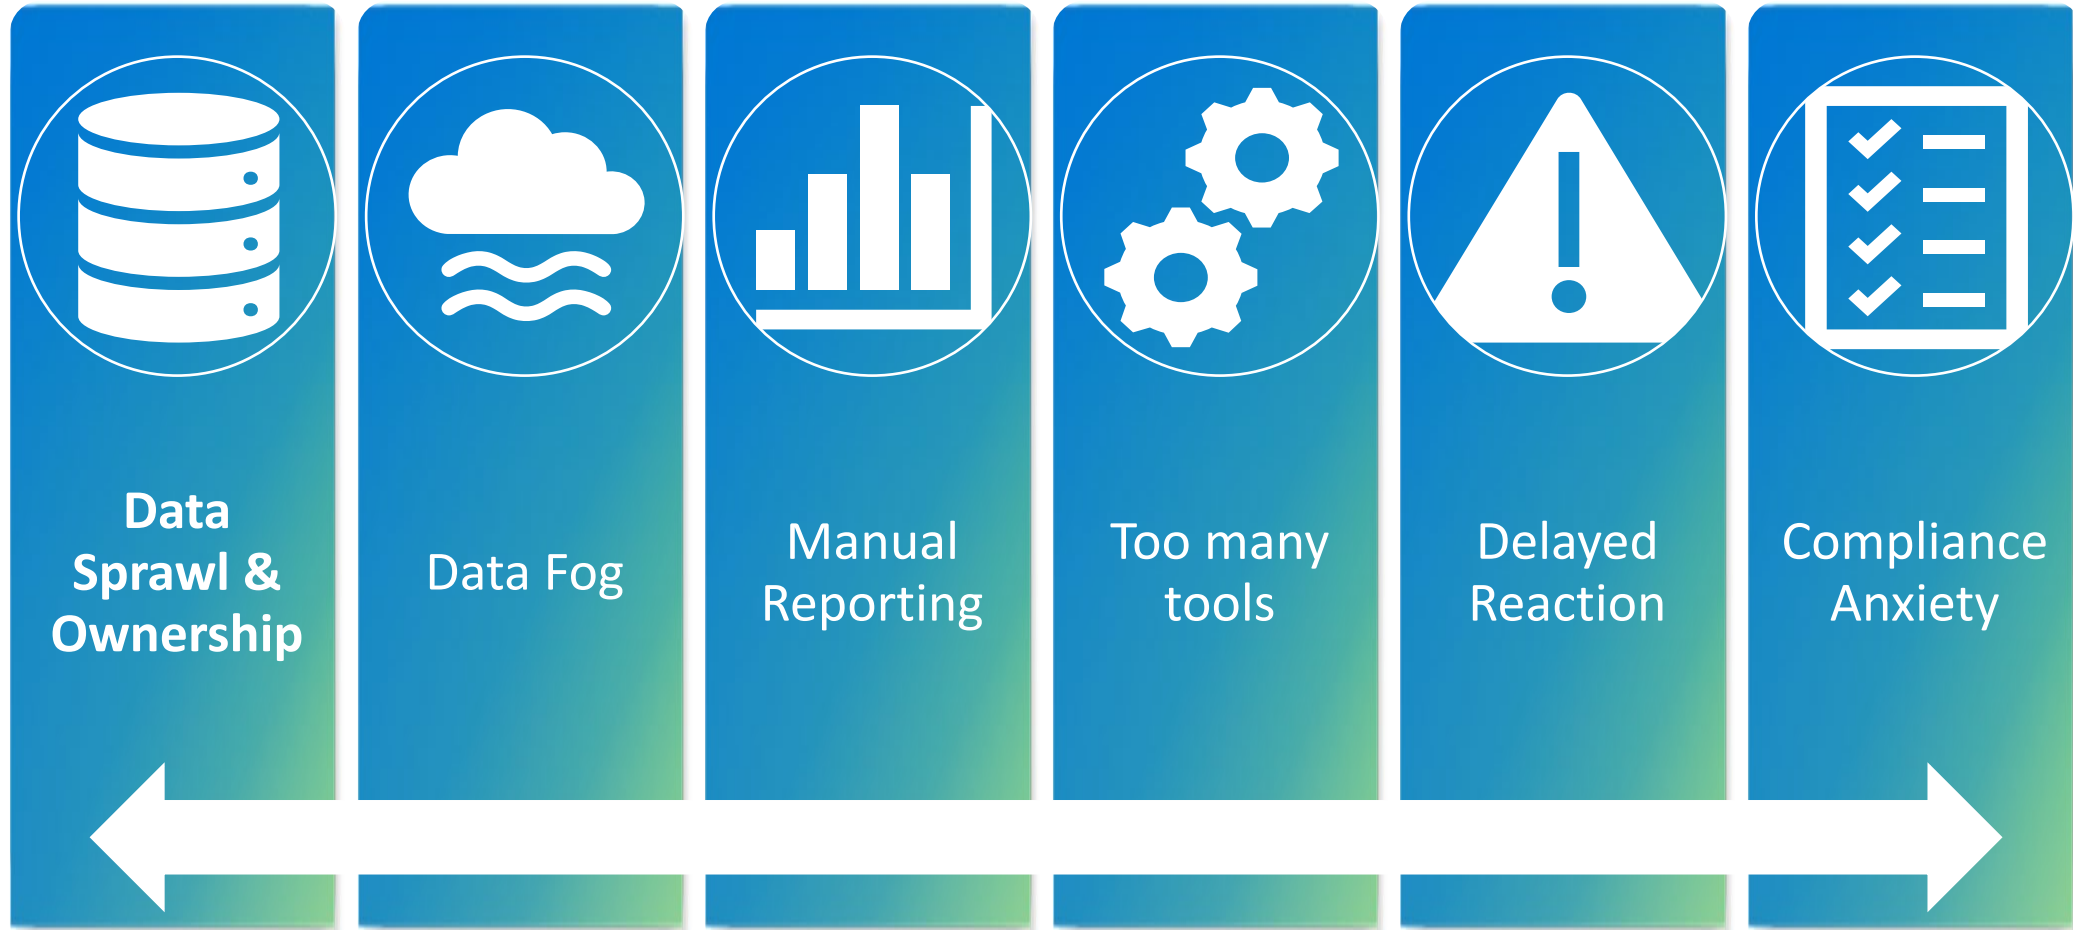 Data
Sprawl &
Ownership
Data Fog
Manual
Reporting
Too many
tools
Delayed
Reaction
Compliance
Anxiety